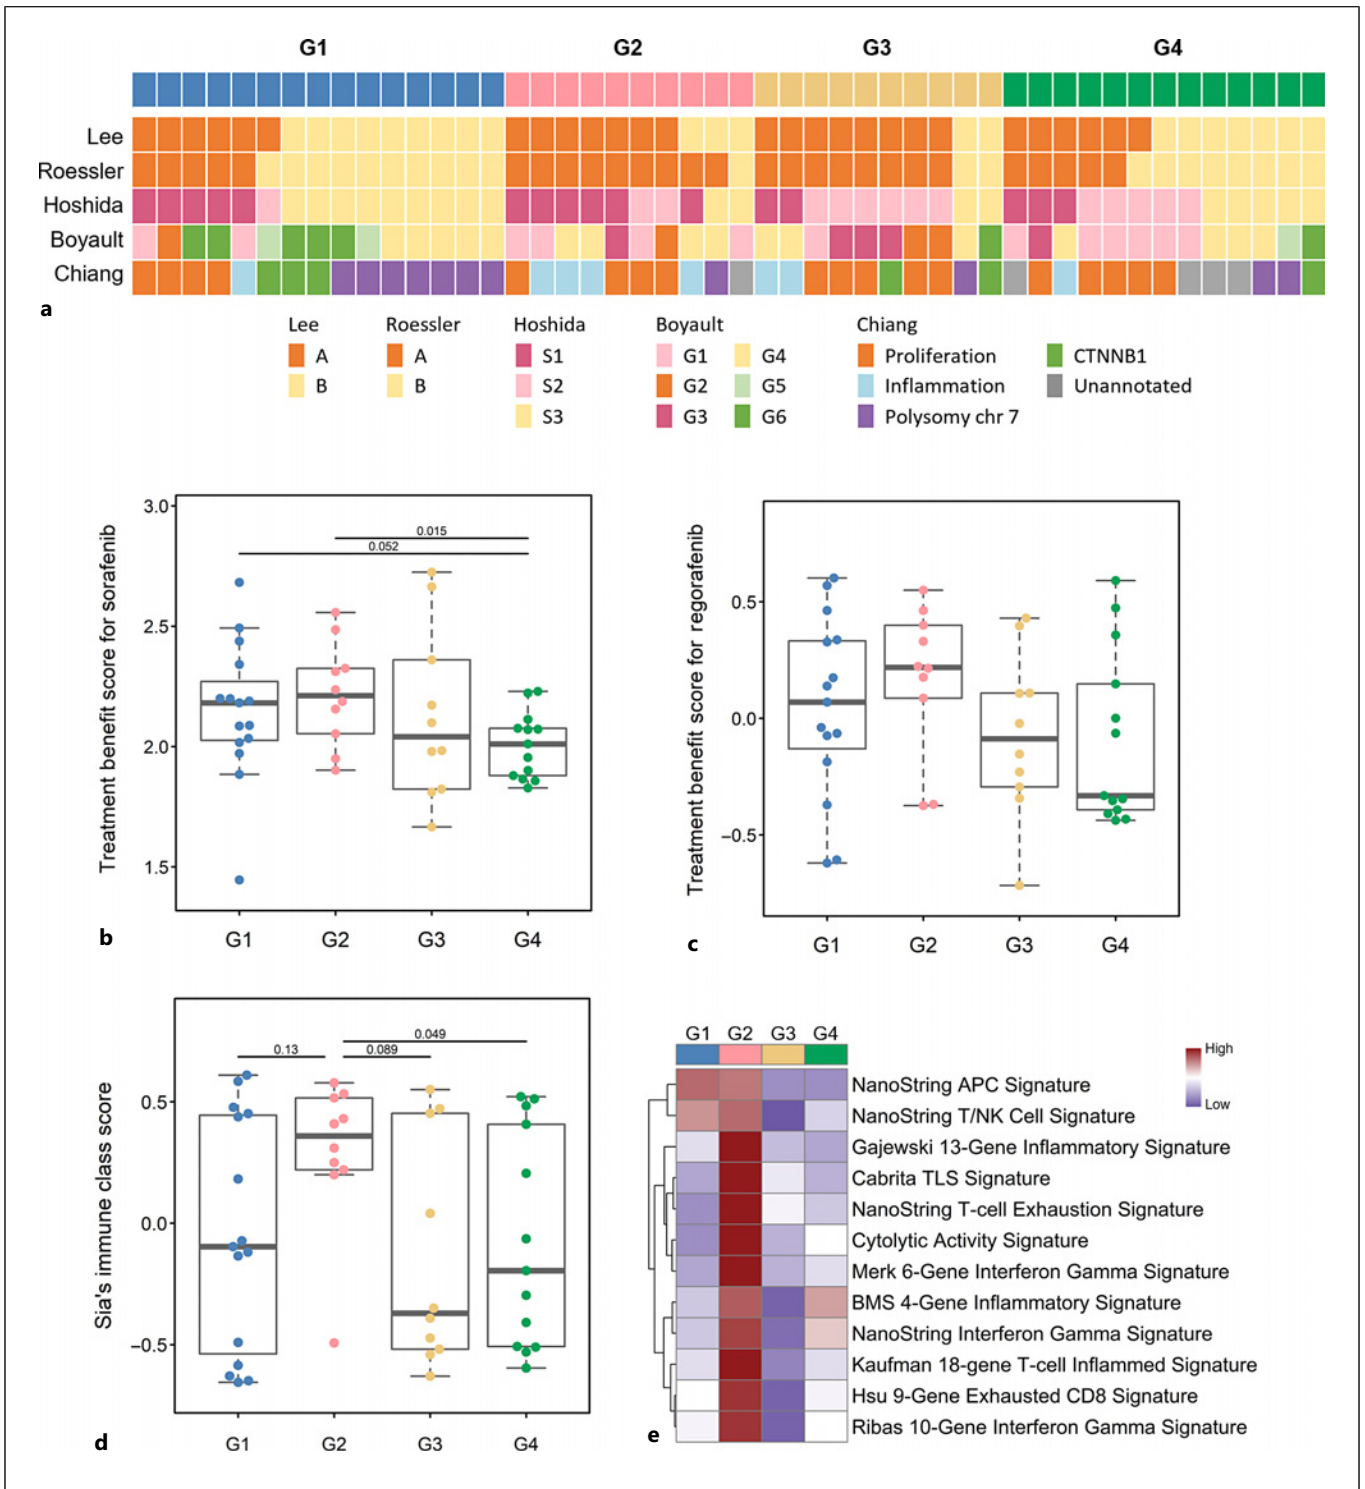 G1 G2 G3 G4
Lee
Roessler
Hoshida
Boyault
Chiang
a
Lee Roessler Hoshida Boyault Chiang
A A S1 G1 G4 Proliferation CTNNB1
B B S2 G2 G5 Inflammation Unannotated
S3 G3 G6 Polysomy chr 7
Treatment benefit score for sorafenib
3.0
2.5
2.0
1.5
0.015
0.052
G1 G2 G3 G4
b
Treatment benefit score for regorafenib
0.5
0.0
−0.5
G1 G2 G3 G4
c
Sia's immune class score
0.5
0.0
−0.5
0.049
0.13 0.089
G1 G2 G3 G4
d
G1 G2 G3 G4
High
Low
NanoString APC Signature
NanoString T/NK Cell Signature
Gajewski 13-Gene Inflammatory Signature
Cabrita TLS Signature
NanoString T-cell Exhaustion Signature
Cytolytic Activity Signature
Merk 6-Gene Interferon Gamma Signature
BMS 4-Gene Inflammatory Signature
NanoString Interferon Gamma Signature
Kaufman 18-gene T-cell Inflammed Signature
Hsu 9-Gene Exhausted CD8 Signature
Ribas 10-Gene Interferon Gamma Signature
e